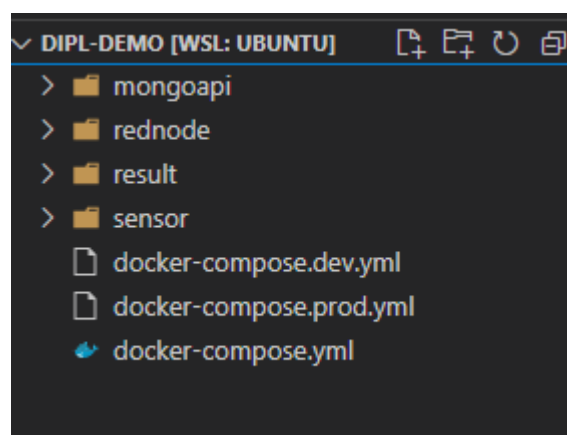 DIPL-DEMO [WSL: UBUNTU]
mongoapi
rednode
result
sensor
docker-compose.dev.yml
docker-compose.prod.yml
docker-compose.yml